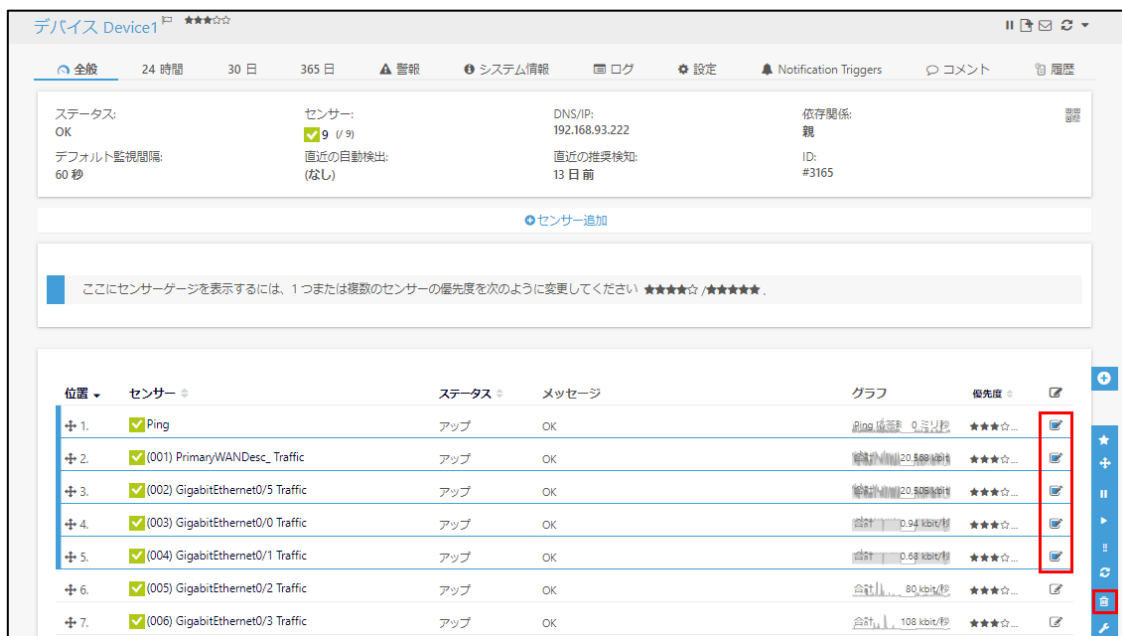 デバイス Device1 ★★★☆☆
全般 24 時間 30 日 365 日 警報 システム情報 ログ 設定 Notification Triggers コメント 履歴
ステータス: センサー: DNS/IP: 依存関係:
OK 9 (/ 9) 192.168.93.222 親
デフォルト監視間隔: 直近の自動検出: 直近の推奨検知: ID:
60 秒 (なし) 13 日 前 #3165
センサー追加
ここにセンサーゲージを表示するには、1 つまたは複数のセンサーの優先度を次のように変更してください ★★★★☆ /★★★★★ .
位置 センサー ステータス メッセージ グラフ 優先度
1. Ping アップ OK Ping 0 ミリ秒 ★★★☆...
2. (001) PrimaryWANDesc_ Traffic アップ OK 合計 ★★★☆...
3. (002) GigabitEthernet0/5 Traffic アップ OK 合計 ★★★☆...
4. (003) GigabitEthernet0/0 Traffic アップ OK 合計 0.94 kbit/秒 ★★★☆...
5. (004) GigabitEthernet0/1 Traffic アップ OK 合計 0.68 kbit/秒 ★★★☆...
6. (005) GigabitEthernet0/2 Traffic アップ OK 合計 80 kbit/秒 ★★★☆...
7. (006) GigabitEthernet0/3 Traffic アップ OK 合計 108 kbit/秒 ★★★☆...